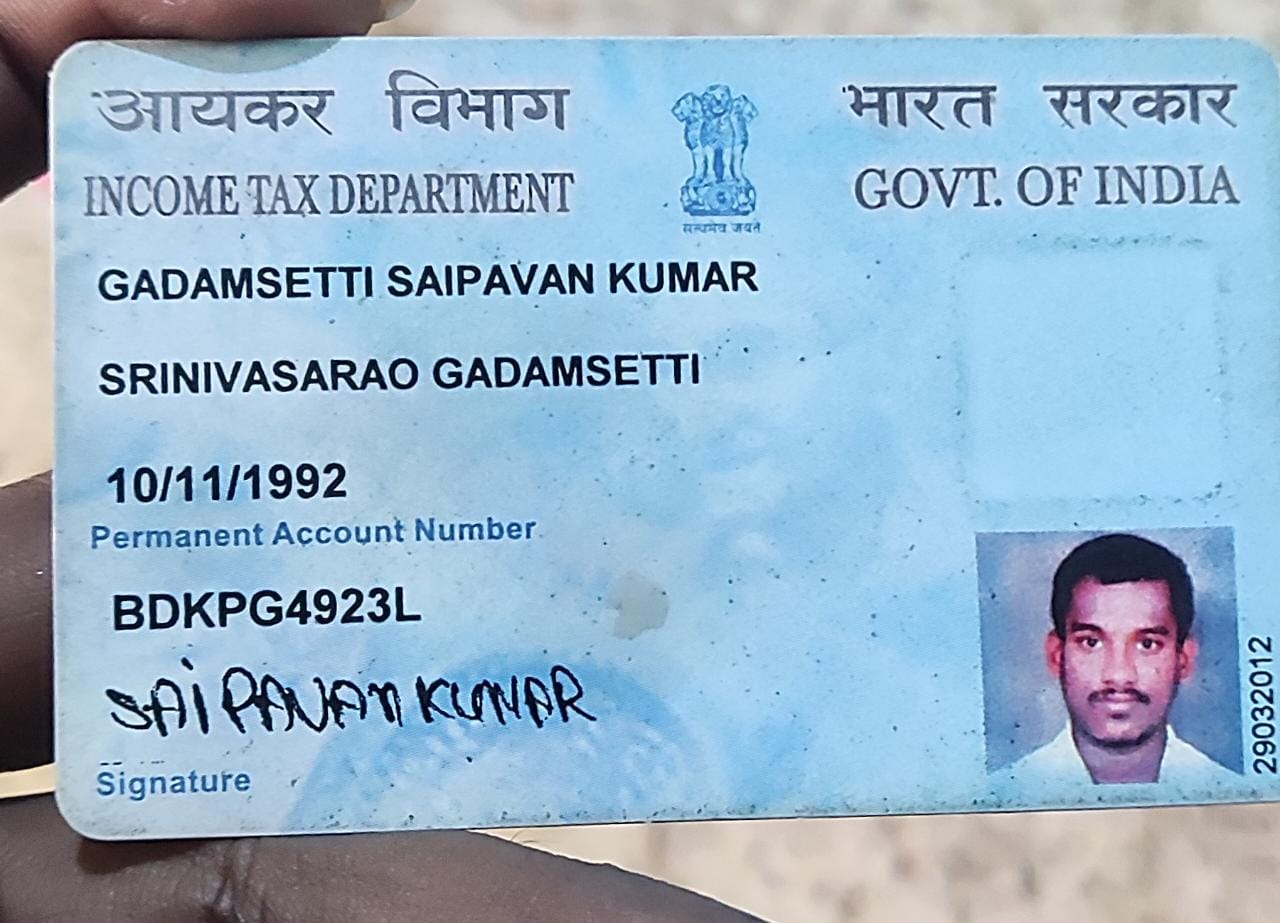 आयकर विभाग
INCOME TAX DEPARTMENT
सत्यमेव जयते
भारत सरकार
GOVT. OF INDIA
GADAMSETTI SAIPAVAN KUMAR
SRINIVASARAO GADAMSETTI
10/11/1992
Permanent Account Number
BDKPG4923L
SAIPAVAN KUMAR
Signature
29032012